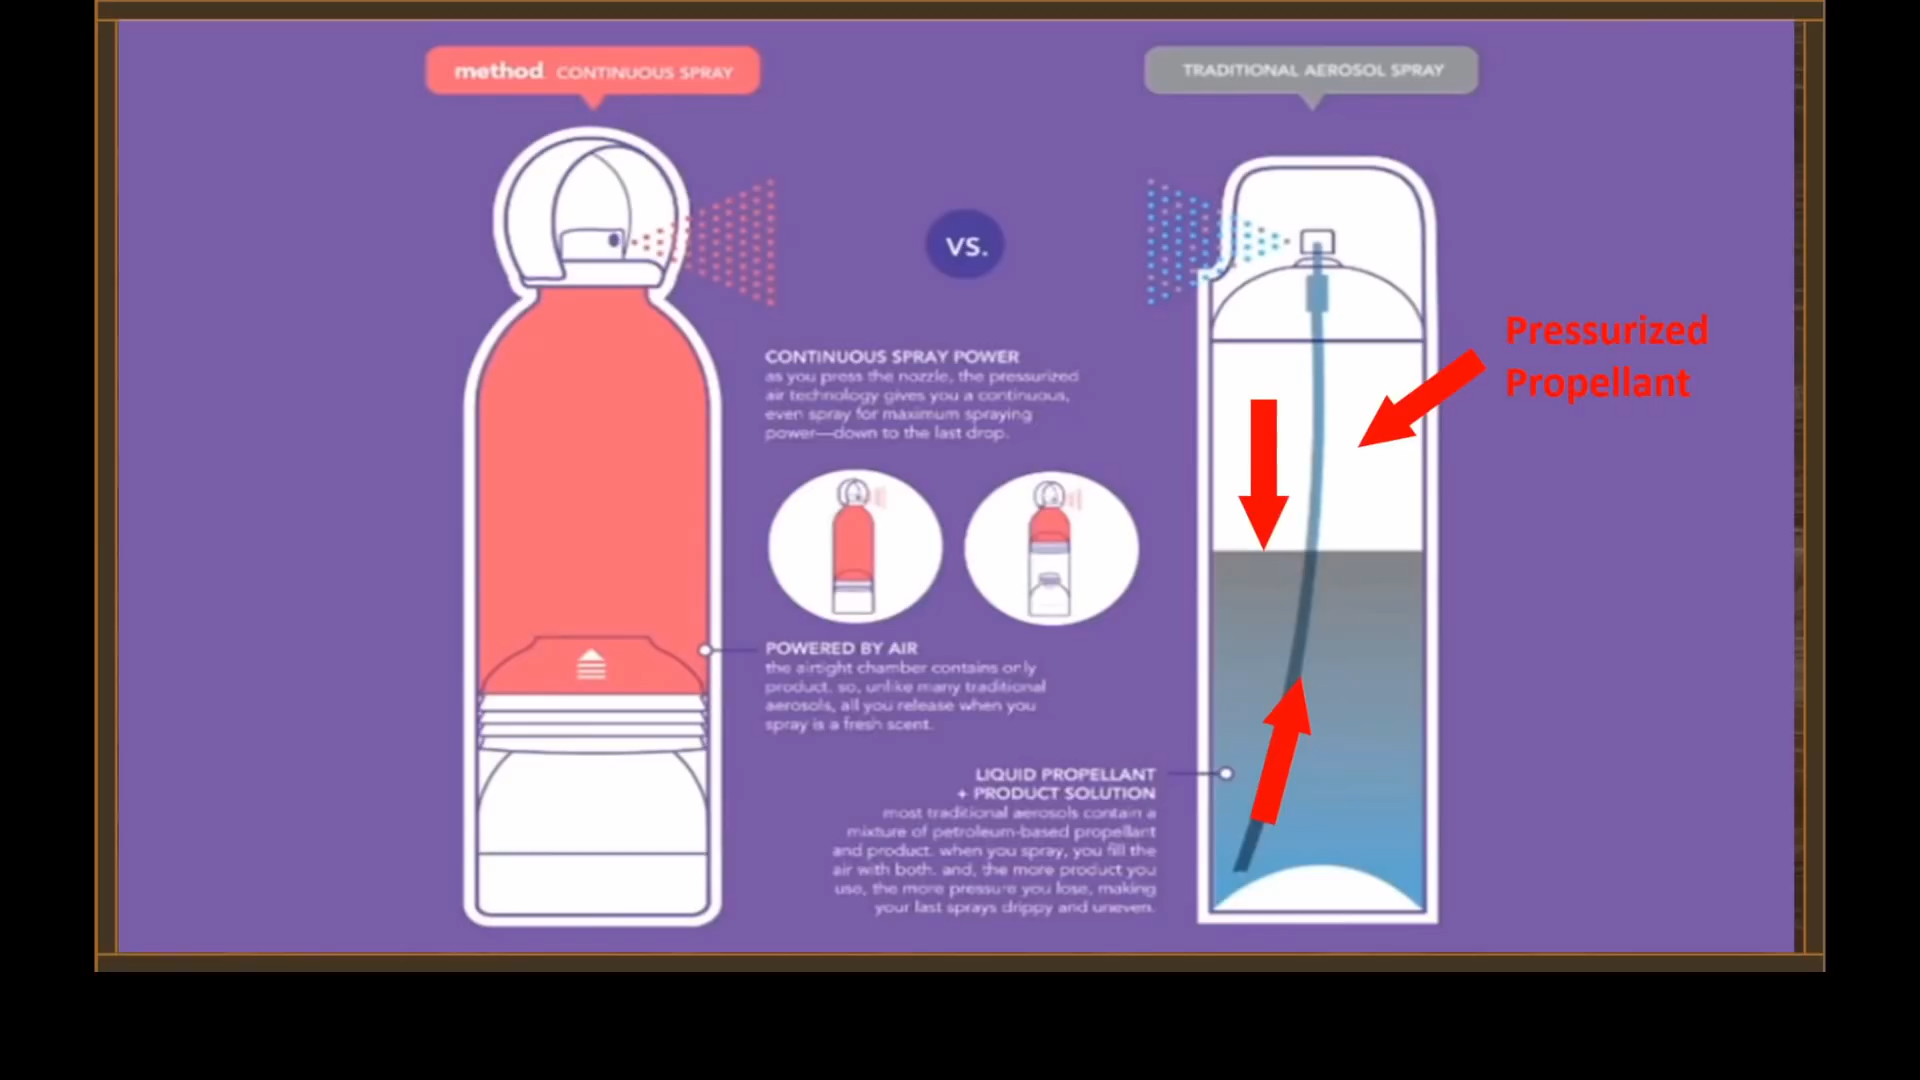 method. CONTINUOUS SPRAY
TRADITIONAL AEROSOL SPRAY
VS.
Pressurized
Propellant
CONTINUOUS SPRAY POWER
as you press the nozzle, the pressurized
air technology gives you a continuous,
even spray for maximum spraying
power—down to the last drop.
POWERED BY AIR
the airtight chamber contains only
product. so, unlike many traditional
aerosols, all you release when you
spray is a fresh scent.
LIQUID PROPELLANT
+ PRODUCT SOLUTION
most traditional aerosols contain a
mixture of petroleum-based propellant
and product. when you spray, you fill the
air with both. and, the more product you
use, the more pressure you lose, making
your last sprays drippy and uneven.